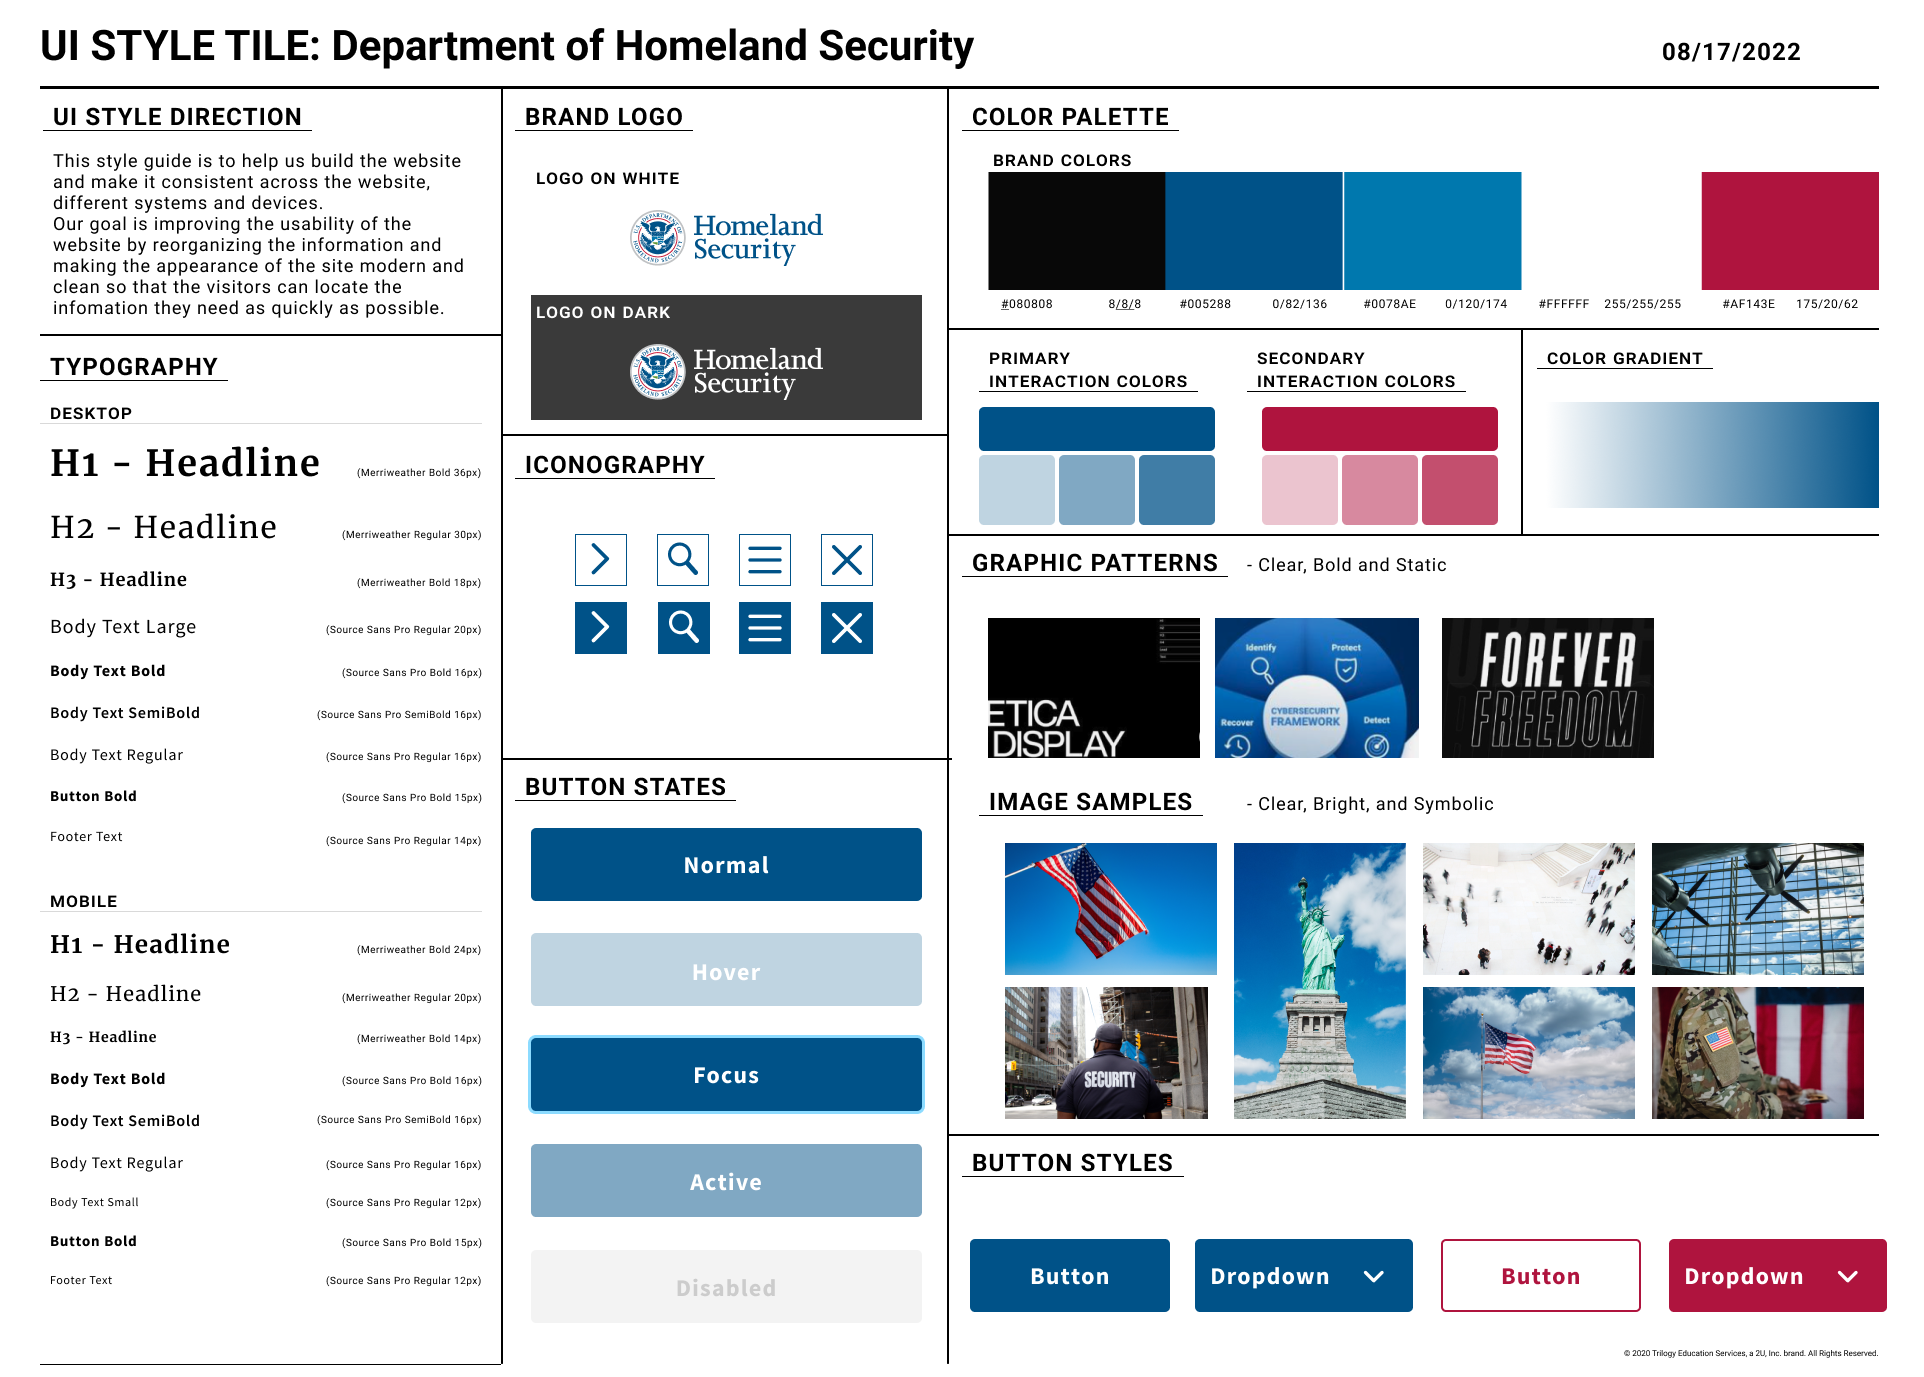 UI STYLE TILE: Department of Homeland Security
08/17/2022
UI STYLE DIRECTION
This style guide is to help us build the website
and make it consistent across the website,
different systems and devices.
Our goal is improving the usability of the
website by reorganizing the information and
making the appearance of the site modern and
clean so that the visitors can locate the
infomation they need as quickly as possible.
TYPOGRAPHY
DESKTOP
H1 - Headline (Merriweather Bold 36px)
H2 - Headline (Merriweather Regular 30px)
H3 - Headline (Merriweather Bold 18px)
Body Text Large (Source Sans Pro Regular 20px)
Body Text Bold (Source Sans Pro Bold 16px)
Body Text SemiBold (Source Sans Pro SemiBold 16px)
Body Text Regular (Source Sans Pro Regular 16px)
Button Bold (Source Sans Pro Bold 15px)
Footer Text (Source Sans Pro Regular 14px)
MOBILE
H1 - Headline (Merriweather Bold 24px)
H2 - Headline (Merriweather Regular 20px)
H3 - Headline (Merriweather Bold 14px)
Body Text Bold (Source Sans Pro Bold 16px)
Body Text SemiBold (Source Sans Pro SemiBold 16px)
Body Text Regular (Source Sans Pro Regular 16px)
Body Text Small (Source Sans Pro Regular 12px)
Button Bold (Source Sans Pro Bold 15px)
Footer Text (Source Sans Pro Regular 12px)
BRAND LOGO
LOGO ON WHITE
U.S. DEPARTMENT OF HOMELAND SECURITY
Homeland
Security
LOGO ON DARK
U.S. DEPARTMENT OF HOMELAND SECURITY
Homeland
Security
ICONOGRAPHY
BUTTON STATES
Normal
Hover
Focus
Active
Disabled
COLOR PALETTE
BRAND COLORS
#080808 8/8/8 #005288 0/82/136 #0078AE 0/120/174 #FFFFFF 255/255/255 #AF143E 175/20/62
PRIMARY
INTERACTION COLORS
SECONDARY
INTERACTION COLORS
COLOR GRADIENT
GRAPHIC PATTERNS - Clear, Bold and Static
ETICA
DISPLAY
Identify
Protect
CYBERSECURITY
FRAMEWORK
Recover
Detect
FOREVER
FREEDOM
IMAGE SAMPLES - Clear, Bright, and Symbolic
SECURITY
BUTTON STYLES
Button
Dropdown
Button
Dropdown
© 2020 Trilogy Education Services, a 2U, Inc. brand. All Rights Reserved.